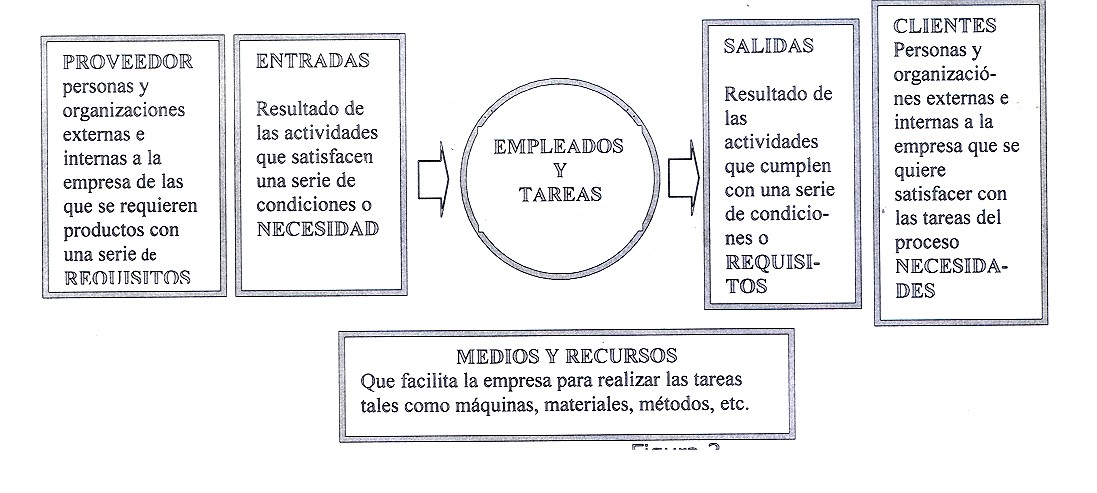 PROVEEDOR
personas y
organizaciones
externas e
internas a la
empresa de las
que se requieren
productos con
una serie de
REQUISITOS
ENTRADAS
Resultado de
las actividades
que satisfacen
una serie de
condiciones o
NECESIDAD
EMPLEADOS
Y
TAREAS
SALIDAS
Resultado de
las
actividades
que cumplen
con una serie
de condicio-
nes o
REQUISI-
TOS
CLIENTES
Personas y
organizació-
nes externas e
internas a la
empresa que se
quiere
satisfacer con
las tareas del
proceso
NECESIDA-
DES
MEDIOS Y RECURSOS
Que facilita la empresa para realizar las tareas
tales como máquinas, materiales, métodos, etc.
Figura